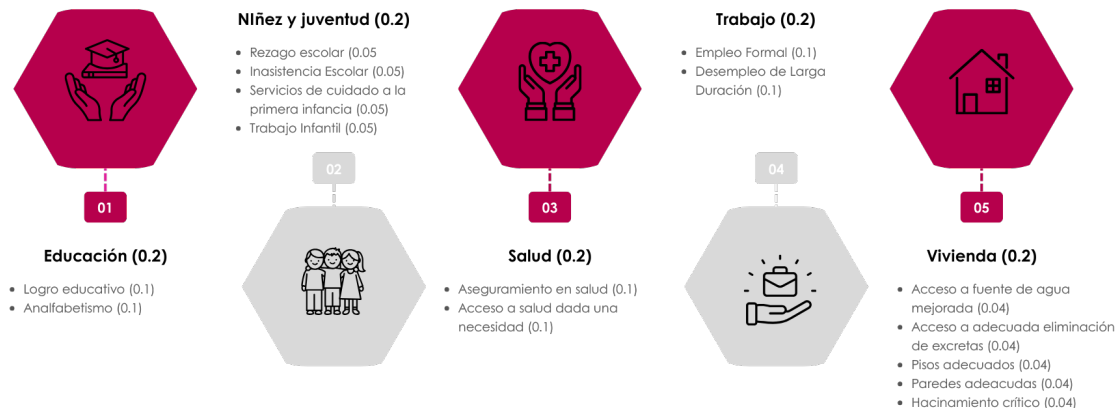 01
Educación (0.2)
• Logro educativo (0.1)
• Analfabetismo (0.1)
NIñez y juventud (0.2)
• Rezago escolar (0.05
• Inasistencia Escolar (0.05)
• Servicios de cuidado a la
primera infancia (0.05)
• Trabajo Infantil (0.05)
02
03
Salud (0.2)
• Aseguramiento en salud (0.1)
• Acceso a salud dada una
necesidad (0.1)
Trabajo (0.2)
• Empleo Formal (0.1)
• Desempleo de Larga
Duración (0.1)
04
05
Vivienda (0.2)
• Acceso a fuente de agua
mejorada (0.04)
• Acceso a adecuada eliminación
de excretas (0.04)
• Pisos adecuados (0.04)
• Paredes adeacudas (0.04)
• Hacinamiento crítico (0.04)